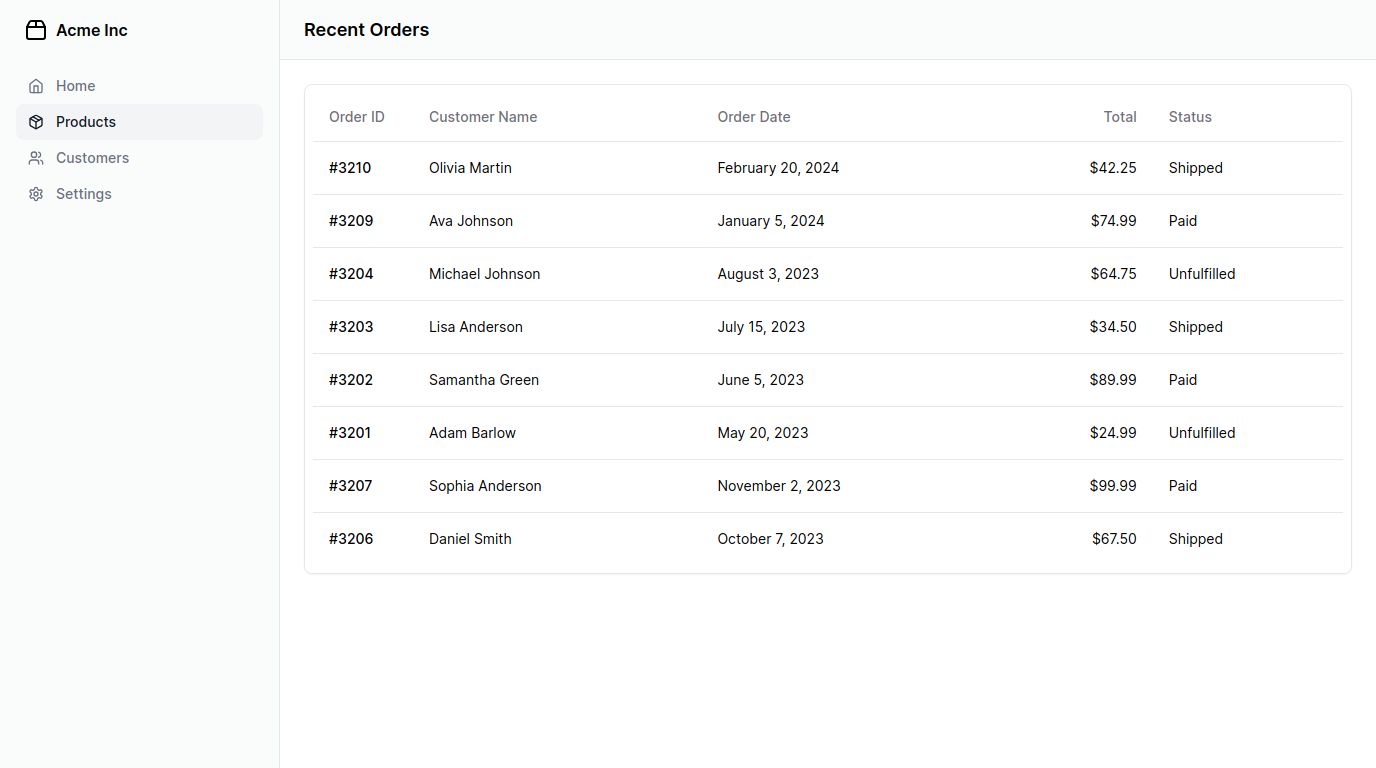 Acme Inc
Home
Products
Customers
Settings
Recent Orders
Order ID Customer Name Order Date Total Status
#3210 Olivia Martin February 20, 2024 $42.25 Shipped
#3209 Ava Johnson January 5, 2024 $74.99 Paid
#3204 Michael Johnson August 3, 2023 $64.75 Unfulfilled
#3203 Lisa Anderson July 15, 2023 $34.50 Shipped
#3202 Samantha Green June 5, 2023 $89.99 Paid
#3201 Adam Barlow May 20, 2023 $24.99 Unfulfilled
#3207 Sophia Anderson November 2, 2023 $99.99 Paid
#3206 Daniel Smith October 7, 2023 $67.50 Shipped